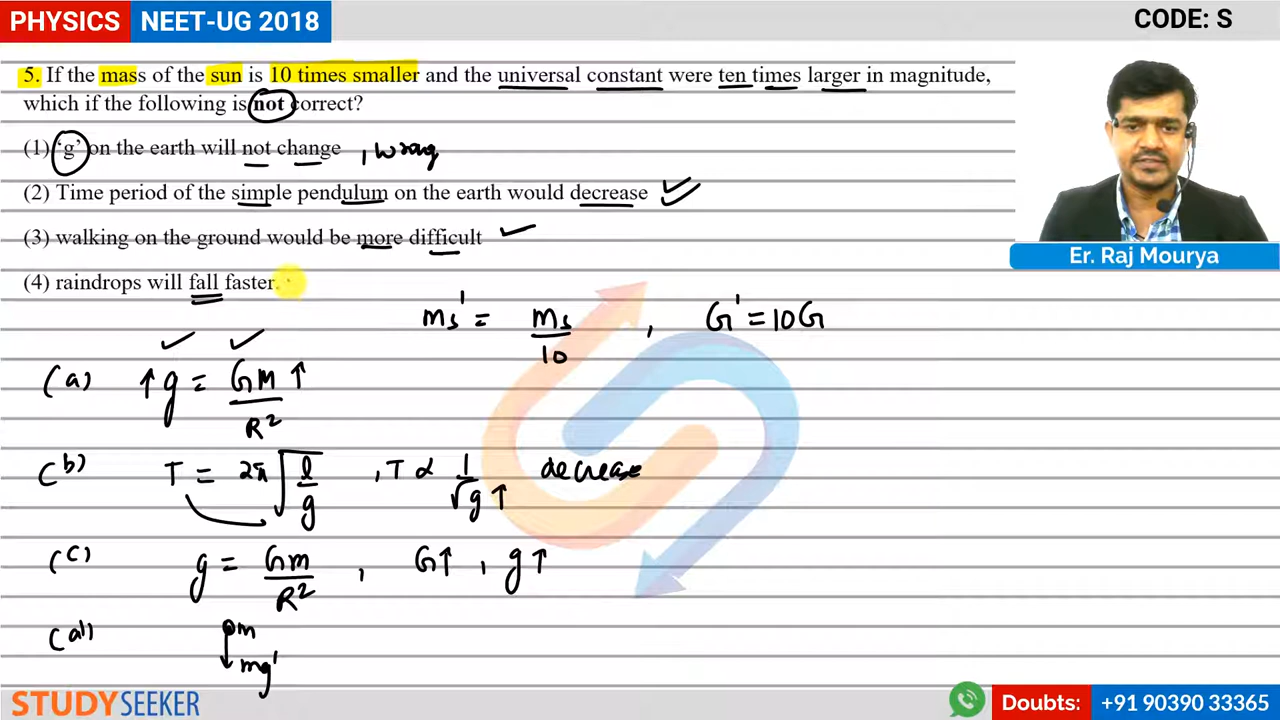 PHYSICS NEET-UG 2018
CODE: S
5. If the mass of the sun is 10 times smaller and the universal constant were ten times larger in magnitude,
which if the following is not correct?
(1) 'g' on the earth will not change , wrong
(2) Time period of the simple pendulum on the earth would decrease ✓
(3) walking on the ground would be more difficult ✓
(4) raindrops will fall faster.
Er. Raj Mourya
Ms' = Ms/10 , G' = 10G
(a) ↑ g = GM ↑ / R²
(b) T = 2π √(l/g) , T ∝ 1/√g ↑ decrease
(c) g = Gm/R² , G↑ , g↑
(d) m
mg'
STUDY SEEKER
Doubts: +91 90390 33365